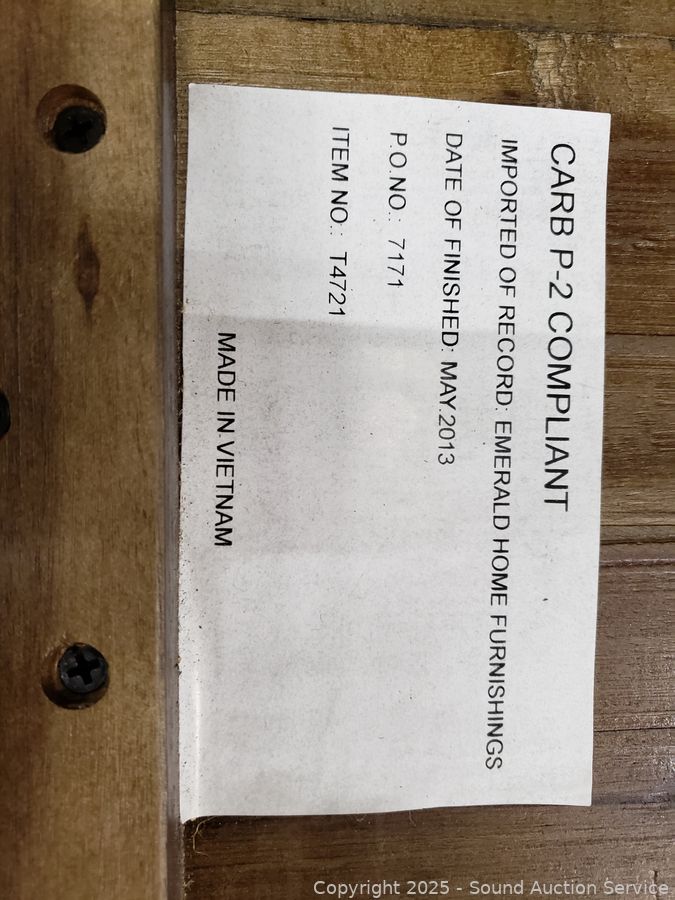 CARB P-2 COMPLIANT
IMPORTED OF RECORD: EMERALD HOME FURNISHINGS
DATE OF FINISHED: MAY.2013
P.O.NO.: 7171
ITEM NO.: T4721
MADE IN VIETNAM
Copyright 2025 - Sound Auction Service